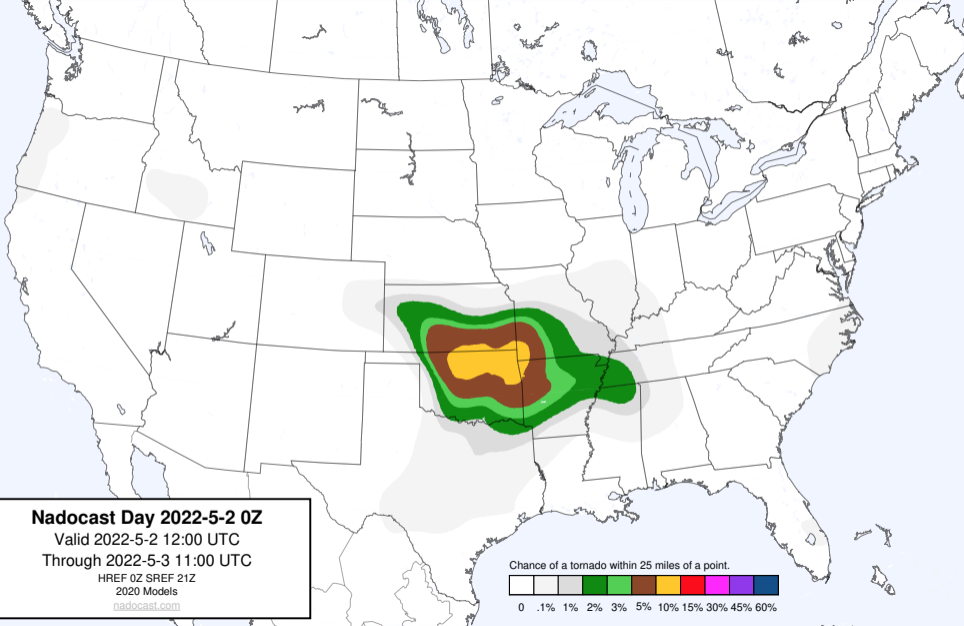 Nadocast Day 2022-5-2 0Z
Valid 2022-5-2 12:00 UTC
Through 2022-5-3 11:00 UTC
HREF 0Z SREF 21Z
2020 Models
nadocast.com
Chance of a tornado within 25 miles of a point.
0 .1% 1% 2% 3% 5% 10% 15% 30% 45% 60%